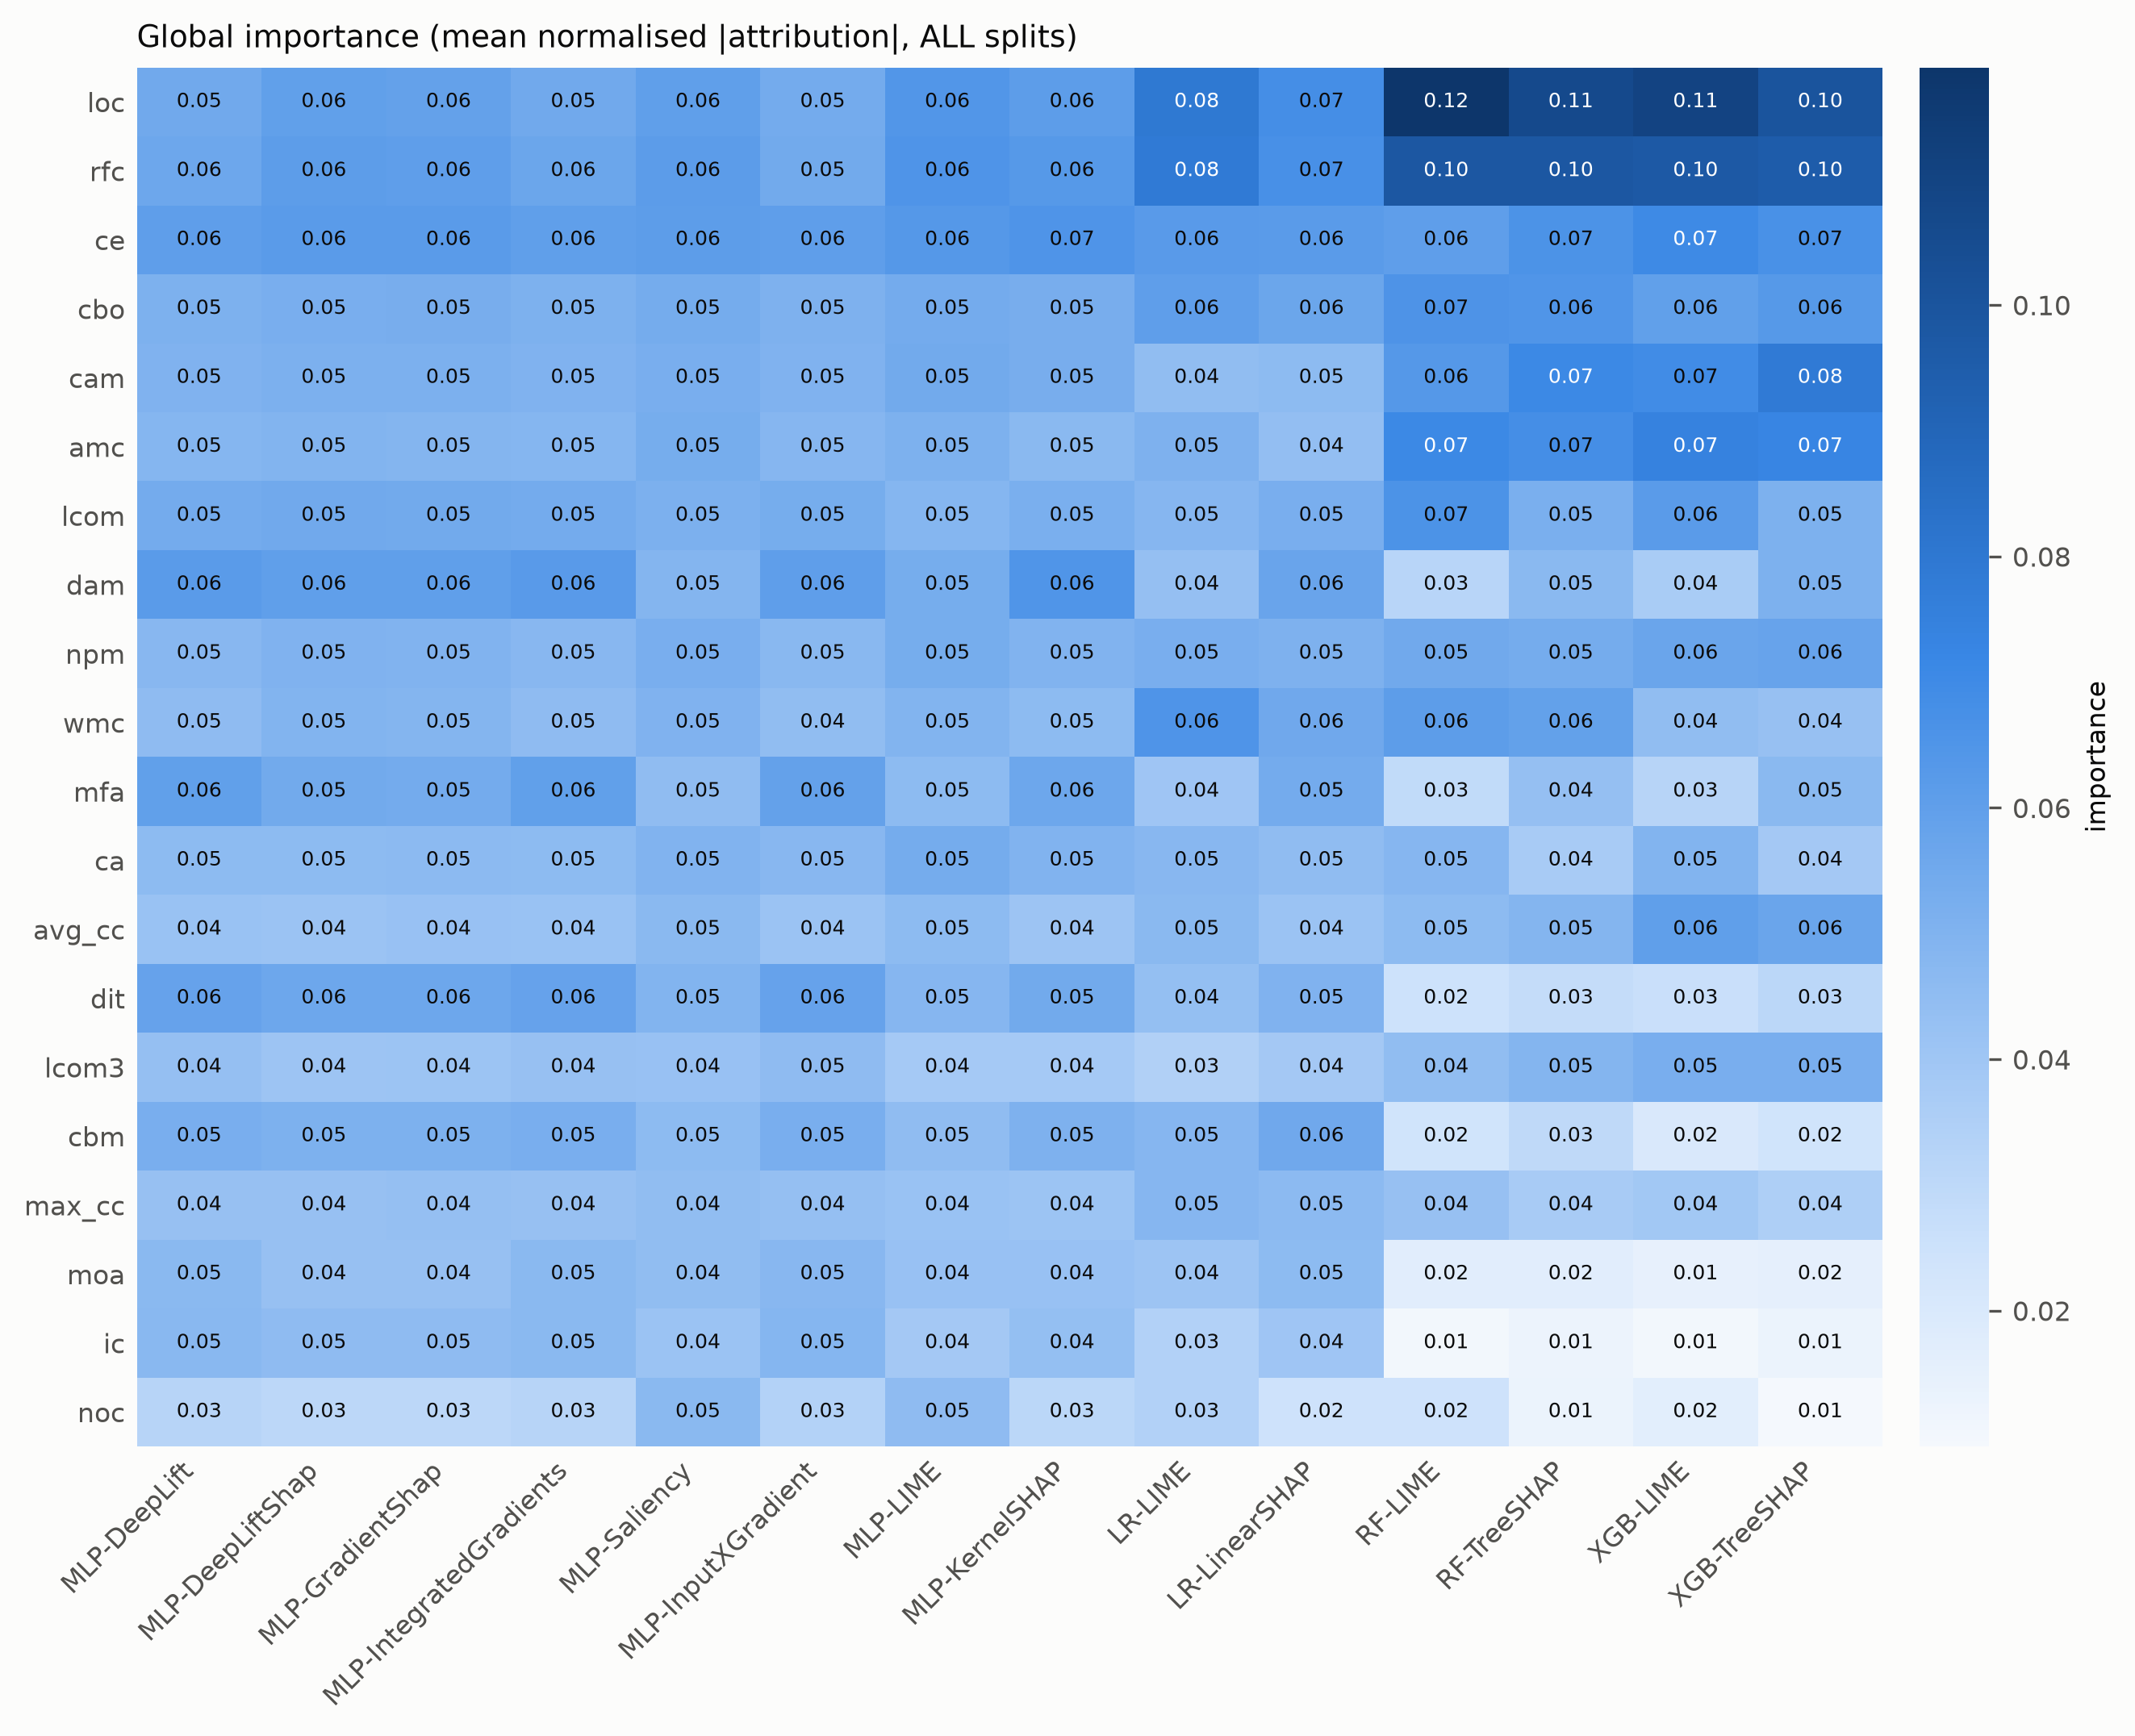 Global importance (mean normalised |attribution|, ALL splits)
loc 0.05 0.06 0.06 0.05 0.06 0.05 0.06 0.06 0.08 0.07 0.12 0.11 0.11 0.10
rfc 0.06 0.06 0.06 0.06 0.06 0.05 0.06 0.06 0.08 0.07 0.10 0.10 0.10 0.10
ce 0.06 0.06 0.06 0.06 0.06 0.06 0.06 0.07 0.06 0.06 0.06 0.07 0.07 0.07
cbo 0.05 0.05 0.05 0.05 0.05 0.05 0.05 0.05 0.06 0.06 0.07 0.06 0.06 0.06
cam 0.05 0.05 0.05 0.05 0.05 0.05 0.05 0.05 0.04 0.05 0.06 0.07 0.07 0.08
amc 0.05 0.05 0.05 0.05 0.05 0.05 0.05 0.05 0.05 0.04 0.07 0.07 0.07 0.07
lcom 0.05 0.05 0.05 0.05 0.05 0.05 0.05 0.05 0.05 0.05 0.07 0.05 0.06 0.05
dam 0.06 0.06 0.06 0.06 0.05 0.06 0.05 0.06 0.04 0.06 0.03 0.05 0.04 0.05
npm 0.05 0.05 0.05 0.05 0.05 0.05 0.05 0.05 0.05 0.05 0.05 0.05 0.06 0.06
wmc 0.05 0.05 0.05 0.05 0.05 0.04 0.05 0.05 0.06 0.06 0.06 0.06 0.04 0.04
mfa 0.06 0.05 0.05 0.06 0.05 0.06 0.05 0.06 0.04 0.05 0.03 0.04 0.03 0.05
ca 0.05 0.05 0.05 0.05 0.05 0.05 0.05 0.05 0.05 0.05 0.05 0.04 0.05 0.04
avg_cc 0.04 0.04 0.04 0.04 0.05 0.04 0.05 0.04 0.05 0.04 0.05 0.05 0.06 0.06
dit 0.06 0.06 0.06 0.06 0.05 0.06 0.05 0.05 0.04 0.05 0.02 0.03 0.03 0.03
lcom3 0.04 0.04 0.04 0.04 0.04 0.05 0.04 0.04 0.03 0.04 0.04 0.05 0.05 0.05
cbm 0.05 0.05 0.05 0.05 0.05 0.05 0.05 0.05 0.05 0.06 0.02 0.03 0.02 0.02
max_cc 0.04 0.04 0.04 0.04 0.04 0.04 0.04 0.04 0.05 0.05 0.04 0.04 0.04 0.04
moa 0.05 0.04 0.04 0.05 0.04 0.05 0.04 0.04 0.04 0.05 0.02 0.02 0.01 0.02
ic 0.05 0.05 0.05 0.05 0.04 0.05 0.04 0.04 0.03 0.04 0.01 0.01 0.01 0.01
noc 0.03 0.03 0.03 0.03 0.05 0.03 0.05 0.03 0.03 0.02 0.02 0.01 0.02 0.01
MLP-DeepLift
MLP-DeepLiftShap
MLP-GradientShap
MLP-IntegratedGradients
MLP-Saliency
MLP-InputXGradient
MLP-LIME
MLP-KernelSHAP
LR-LIME
LR-LinearSHAP
RF-LIME
RF-TreeSHAP
XGB-LIME
XGB-TreeSHAP
0.10
0.08
0.06
0.04
0.02
importance